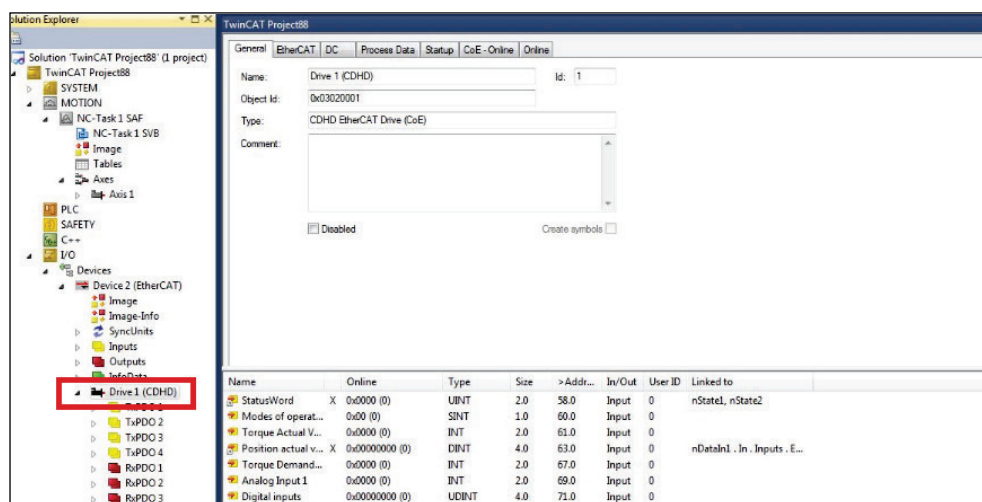 olution Explorer
TwinCAT Project88
Solution 'TwinCAT Project88' (1 project)
TwinCAT Project88
SYSTEM
MOTION
NC-Task 1 SAF
NC-Task 1 SVB
Image
Tables
Axes
Axis 1
PLC
SAFETY
C++
I/O
Devices
Device 2 (EtherCAT)
Image
Image-Info
SyncUnits
Inputs
Outputs
InfoData
Drive 1 (CDHD)
TxPDO 1
TxPDO 2
TxPDO 3
TxPDO 4
RxPDO 1
RxPDO 2
RxPDO 3
General EtherCAT DC Process Data Startup CoE - Online Online
Name: Drive 1 (CDHD) Id: 1
Object Id: 0x03020001
Type: CDHD EtherCAT Drive (CoE)
Comment:
Disabled Create symbols
Name Online Type Size >Addr... In/Out User ID Linked to
StatusWord X 0x0000 (0) UINT 2.0 58.0 Input 0 nState1, nState2
Modes of operat... 0x00 (0) SINT 1.0 60.0 Input 0
Torque Actual V... 0x0000 (0) INT 2.0 61.0 Input 0
Position actual v... X 0x00000000 (0) DINT 4.0 63.0 Input 0 nDataIn1 . In . Inputs . E...
Torque Demand... 0x0000 (0) INT 2.0 67.0 Input 0
Analog Input 1 0x0000 (0) INT 2.0 69.0 Input 0
Digital inputs 0x00000000 (0) UDINT 4.0 71.0 Input 0